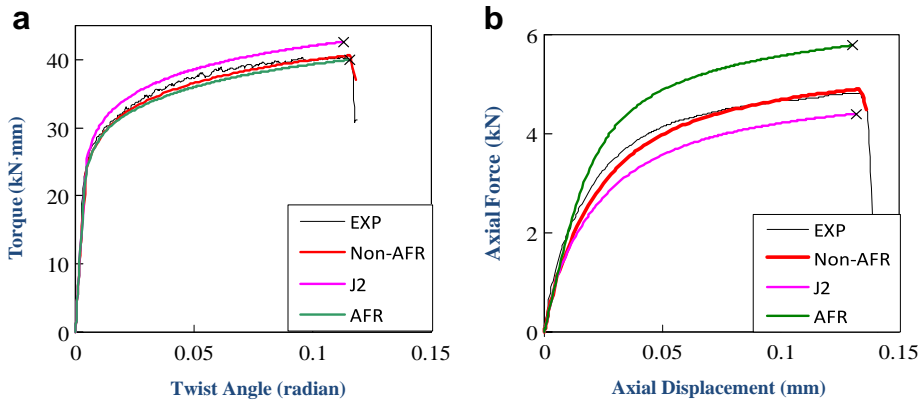 a
Torque (kN·mm)
40
30
20
10
0
0
0.05
0.1
0.15
Twist Angle (radian)
EXP
Non-AFR
J2
AFR
b
Axial Force (kN)
6
4
2
0
0
0.05
0.1
0.15
Axial Displacement (mm)
EXP
Non-AFR
J2
AFR